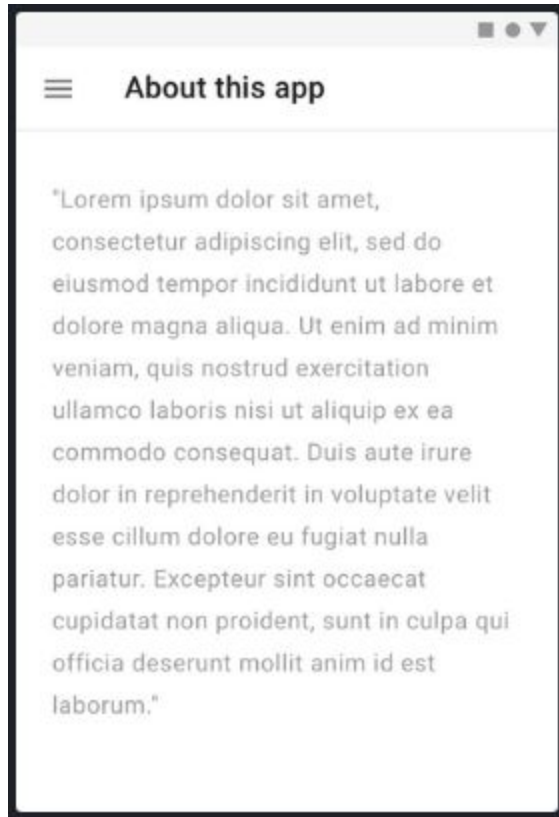 About this app
"Lorem ipsum dolor sit amet,
consectetur adipiscing elit, sed do
eiusmod tempor incididunt ut labore et
dolore magna aliqua. Ut enim ad minim
veniam, quis nostrud exercitation
ullamco laboris nisi ut aliquip ex ea
commodo consequat. Duis aute irure
dolor in reprehenderit in voluptate velit
esse cillum dolore eu fugiat nulla
pariatur. Excepteur sint occaecat
cupidatat non proident, sunt in culpa qui
officia deserunt mollit anim id est
laborum."